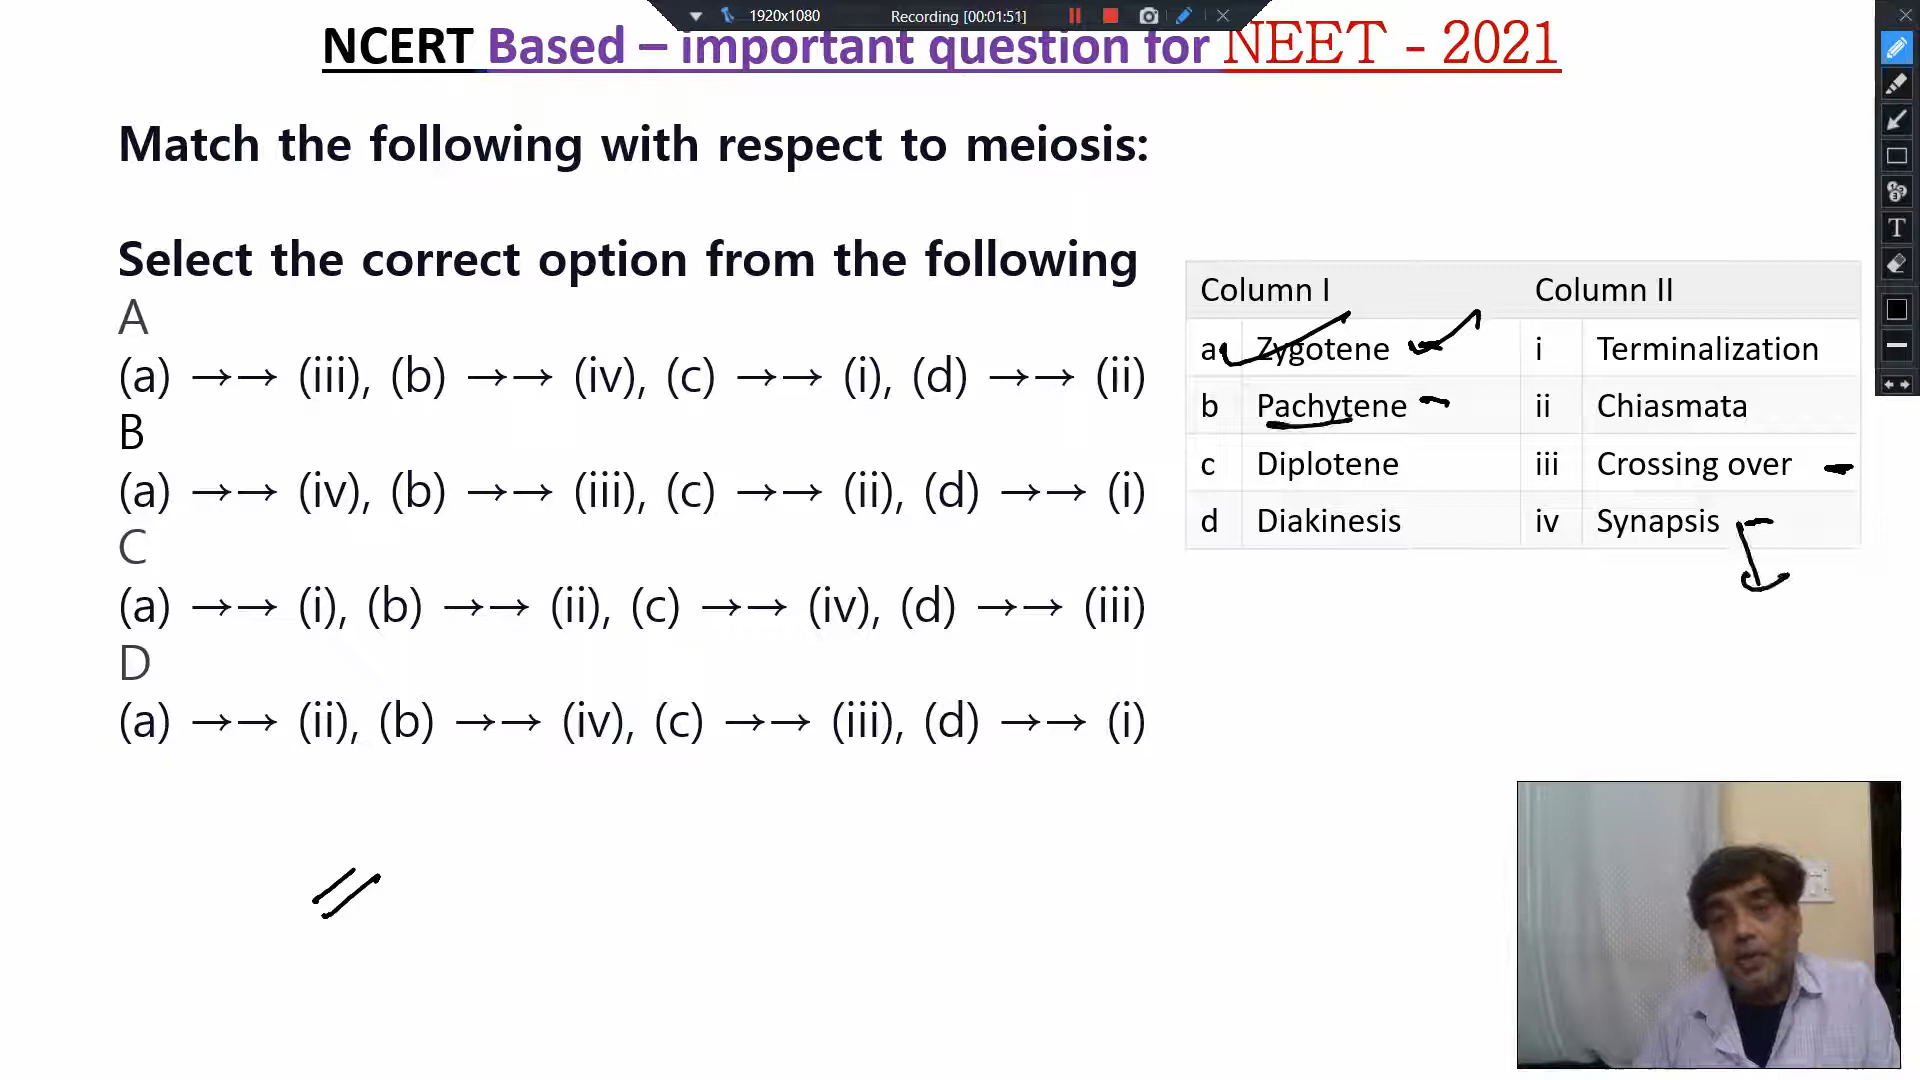 1920x1080 Recording [00:01:51]
NCERT Based – important question for NEET - 2021
Match the following with respect to meiosis:
Select the correct option from the following
A
(a) →→ (iii), (b) →→ (iv), (c) →→ (i), (d) →→ (ii)
B
(a) →→ (iv), (b) →→ (iii), (c) →→ (ii), (d) →→ (i)
C
(a) →→ (i), (b) →→ (ii), (c) →→ (iv), (d) →→ (iii)
D
(a) →→ (ii), (b) →→ (iv), (c) →→ (iii), (d) →→ (i)
Column I Column II
a Zygotene i Terminalization
b Pachytene ii Chiasmata
c Diplotene iii Crossing over
d Diakinesis iv Synapsis
T